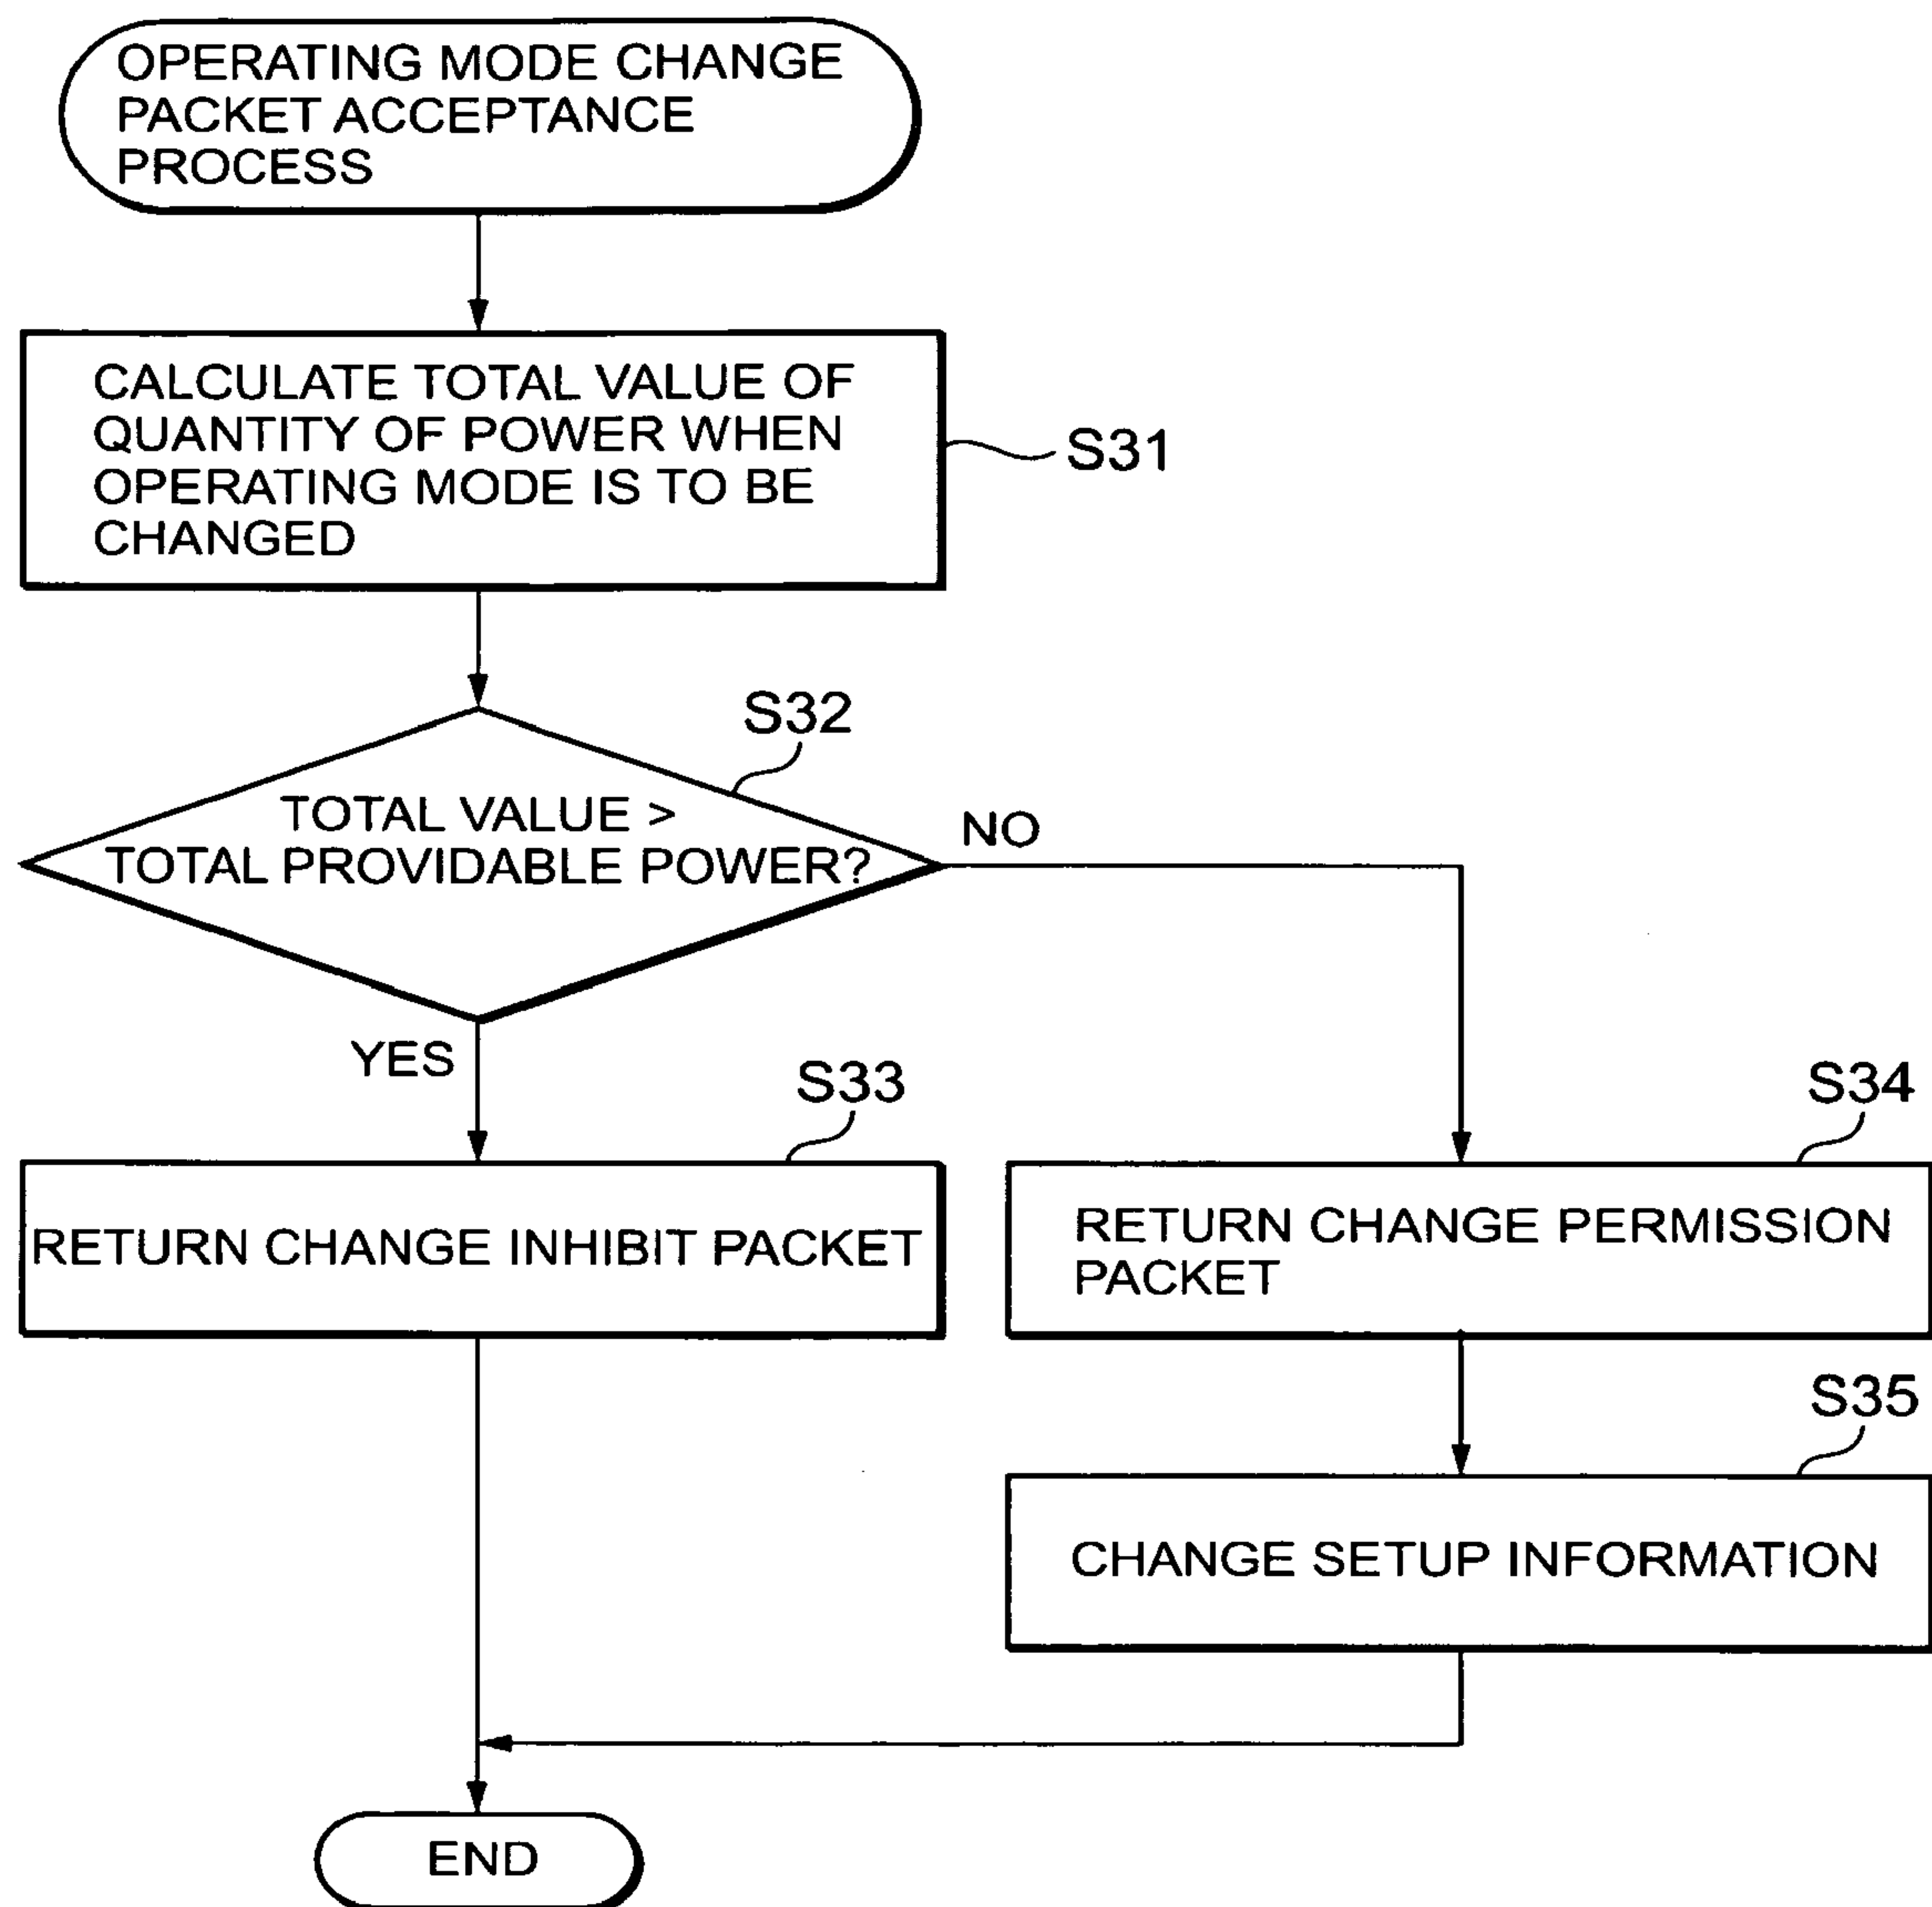 OPERATING MODE CHANGE
PACKET ACCEPTANCE
PROCESS
CALCULATE TOTAL VALUE OF
QUANTITY OF POWER WHEN
OPERATING MODE IS TO BE
CHANGED
S31
S32
TOTAL VALUE >
TOTAL PROVIDABLE POWER?
NO
YES
S33
RETURN CHANGE INHIBIT PACKET
S34
RETURN CHANGE PERMISSION
PACKET
S35
CHANGE SETUP INFORMATION
END